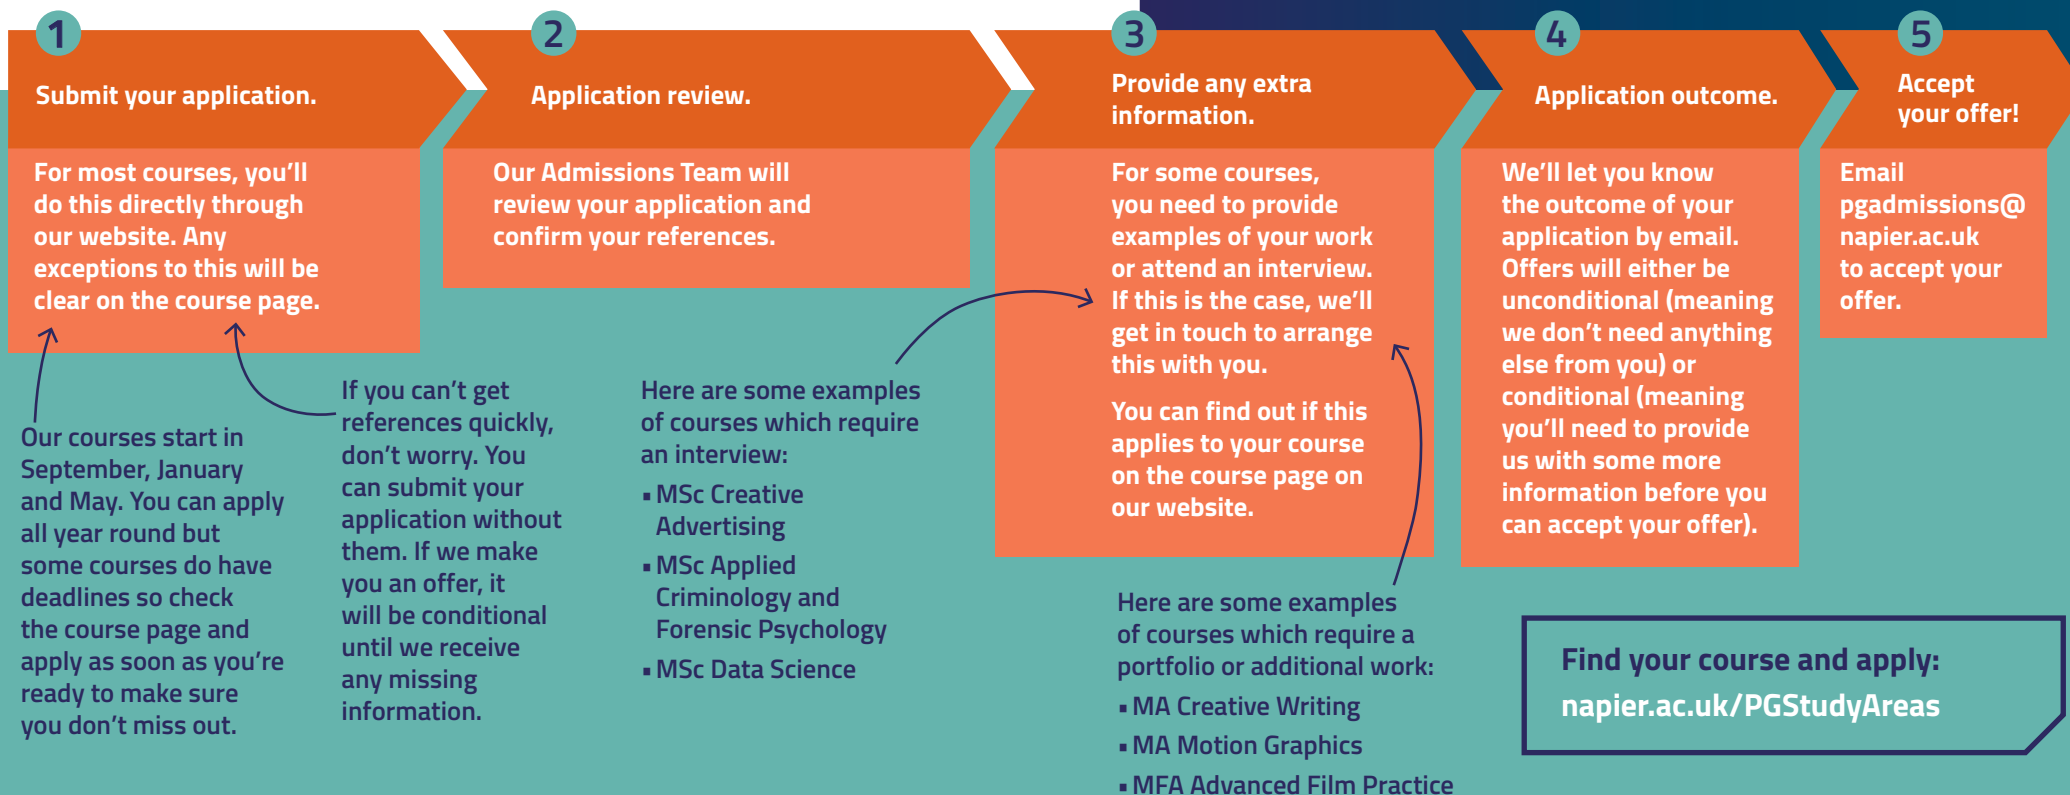 1
Submit your application.
For most courses, you'll
do this directly through
our website. Any
exceptions to this will be
clear on the course page.
Our courses start in
September, January
and May. You can apply
all year round but
some courses do have
deadlines so check
the course page and
apply as soon as you're
ready to make sure
you don't miss out.
If you can't get
references quickly,
don't worry. You
can submit your
application without
them. If we make
you an offer, it
will be conditional
until we receive
any missing
information.
2
Application review.
Our Admissions Team will
review your application and
confirm your references.
Here are some examples
of courses which require
an interview:
▪ MSc Creative
Advertising
▪ MSc Applied
Criminology and
Forensic Psychology
▪ MSc Data Science
3
Provide any extra
information.
For some courses,
you need to provide
examples of your work
or attend an interview.
If this is the case, we'll
get in touch to arrange
this with you.
You can find out if this
applies to your course
on the course page on
our website.
Here are some examples
of courses which require a
portfolio or additional work:
▪ MA Creative Writing
▪ MA Motion Graphics
▪ MFA Advanced Film Practice
4
Application outcome.
We'll let you know
the outcome of your
application by email.
Offers will either be
unconditional (meaning
we don't need anything
else from you) or
conditional (meaning
you'll need to provide
us with some more
information before you
can accept your offer).
5
Accept
your offer!
Email
pgadmissions@
napier.ac.uk
to accept your
offer.
Find your course and apply:
napier.ac.uk/PGStudyAreas